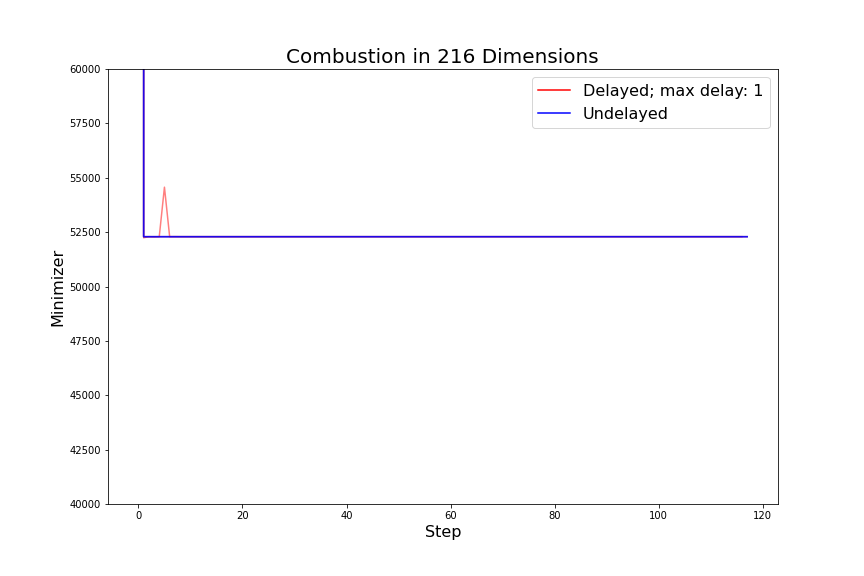 Combustion in 216 Dimensions
60000
57500
55000
52500
50000
47500
45000
42500
40000
Minimizer
Delayed; max delay: 1
Undelayed
0 20 40 60 80 100 120
Step